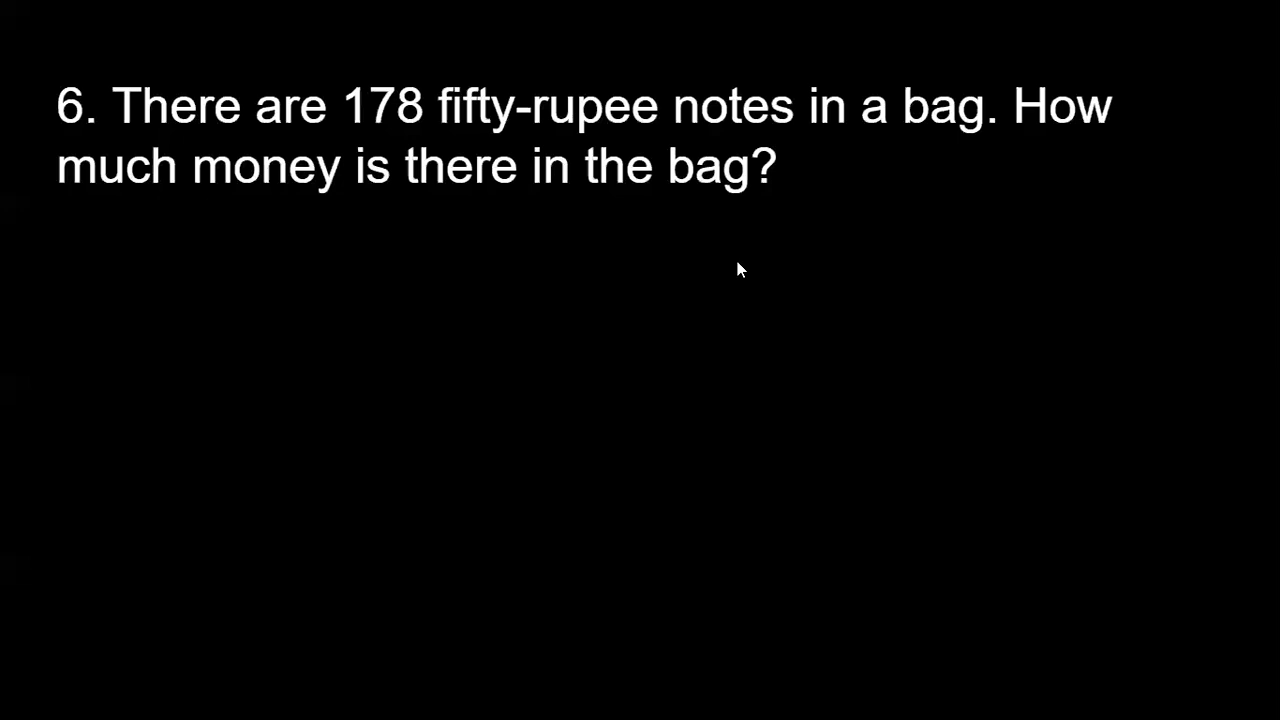 6. There are 178 fifty-rupee notes in a bag. How
much money is there in the bag?